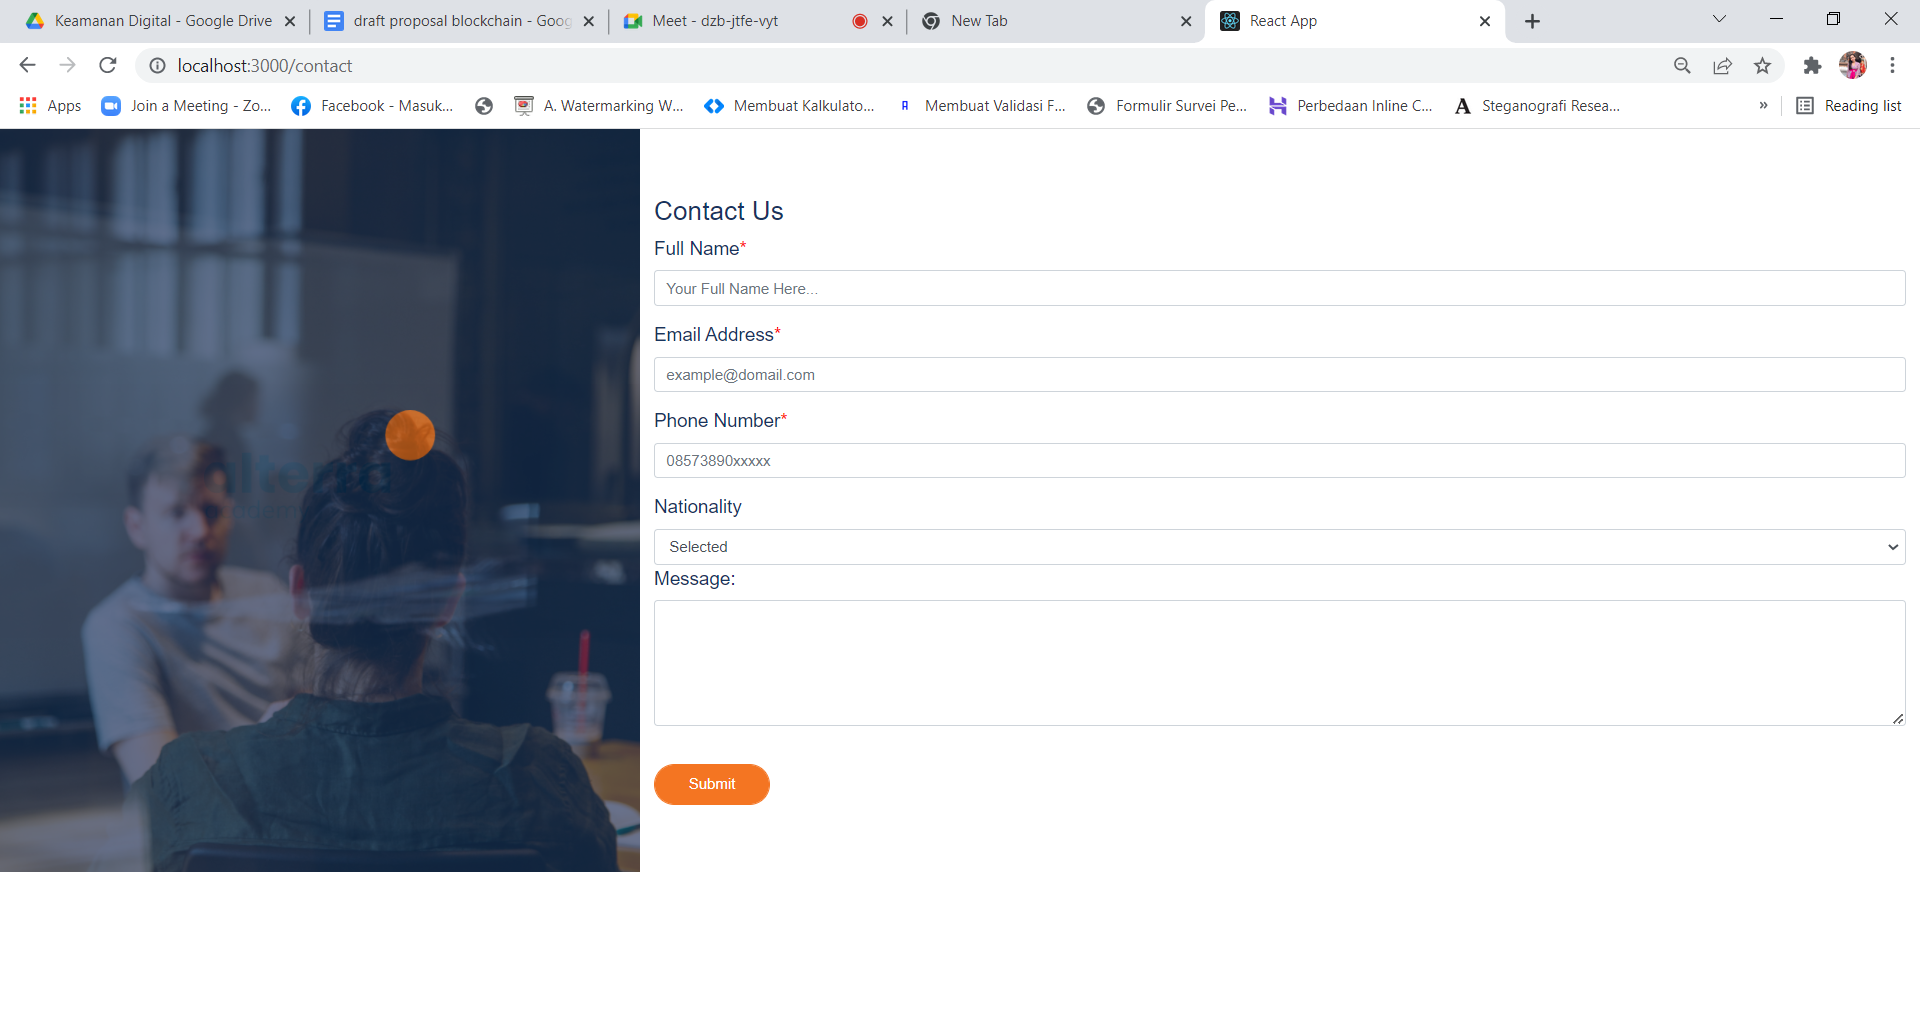 Keamanan Digital - Google Drive
draft proposal blockchain - Goog
Meet - dzb-jtfe-vyt
New Tab
React App
localhost:3000/contact
Apps
Join a Meeting - Zo...
Facebook - Masuk...
A. Watermarking W...
Membuat Kalkulato...
Membuat Validasi F...
Formulir Survei Pe...
Perbedaan Inline C...
Steganografi Resea...
»
Reading list
Contact Us
Full Name*
Your Full Name Here...
Email Address*
example@domail.com
Phone Number*
08573890xxxxx
Nationality
Selected
Message:
Submit